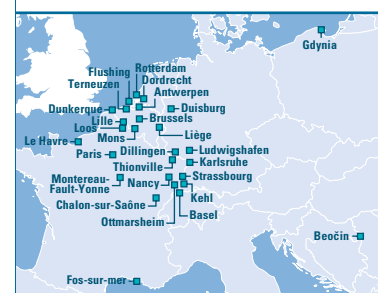 Gdynia
Flushing
Rotterdam
Terneuzen
Dordrecht
Antwerpen
Dunkerque
Duisburg
Lille
Brussels
Loos
Mons
Liège
Le Havre
Paris
Dillingen
Ludwigshafen
Thionville
Karlsruhe
Montereau-
Fault-Yonne
Nancy
Strassbourg
Kehl
Chalon-sur-Saône
Basel
Ottmarsheim
Beočin
Fos-sur-mer